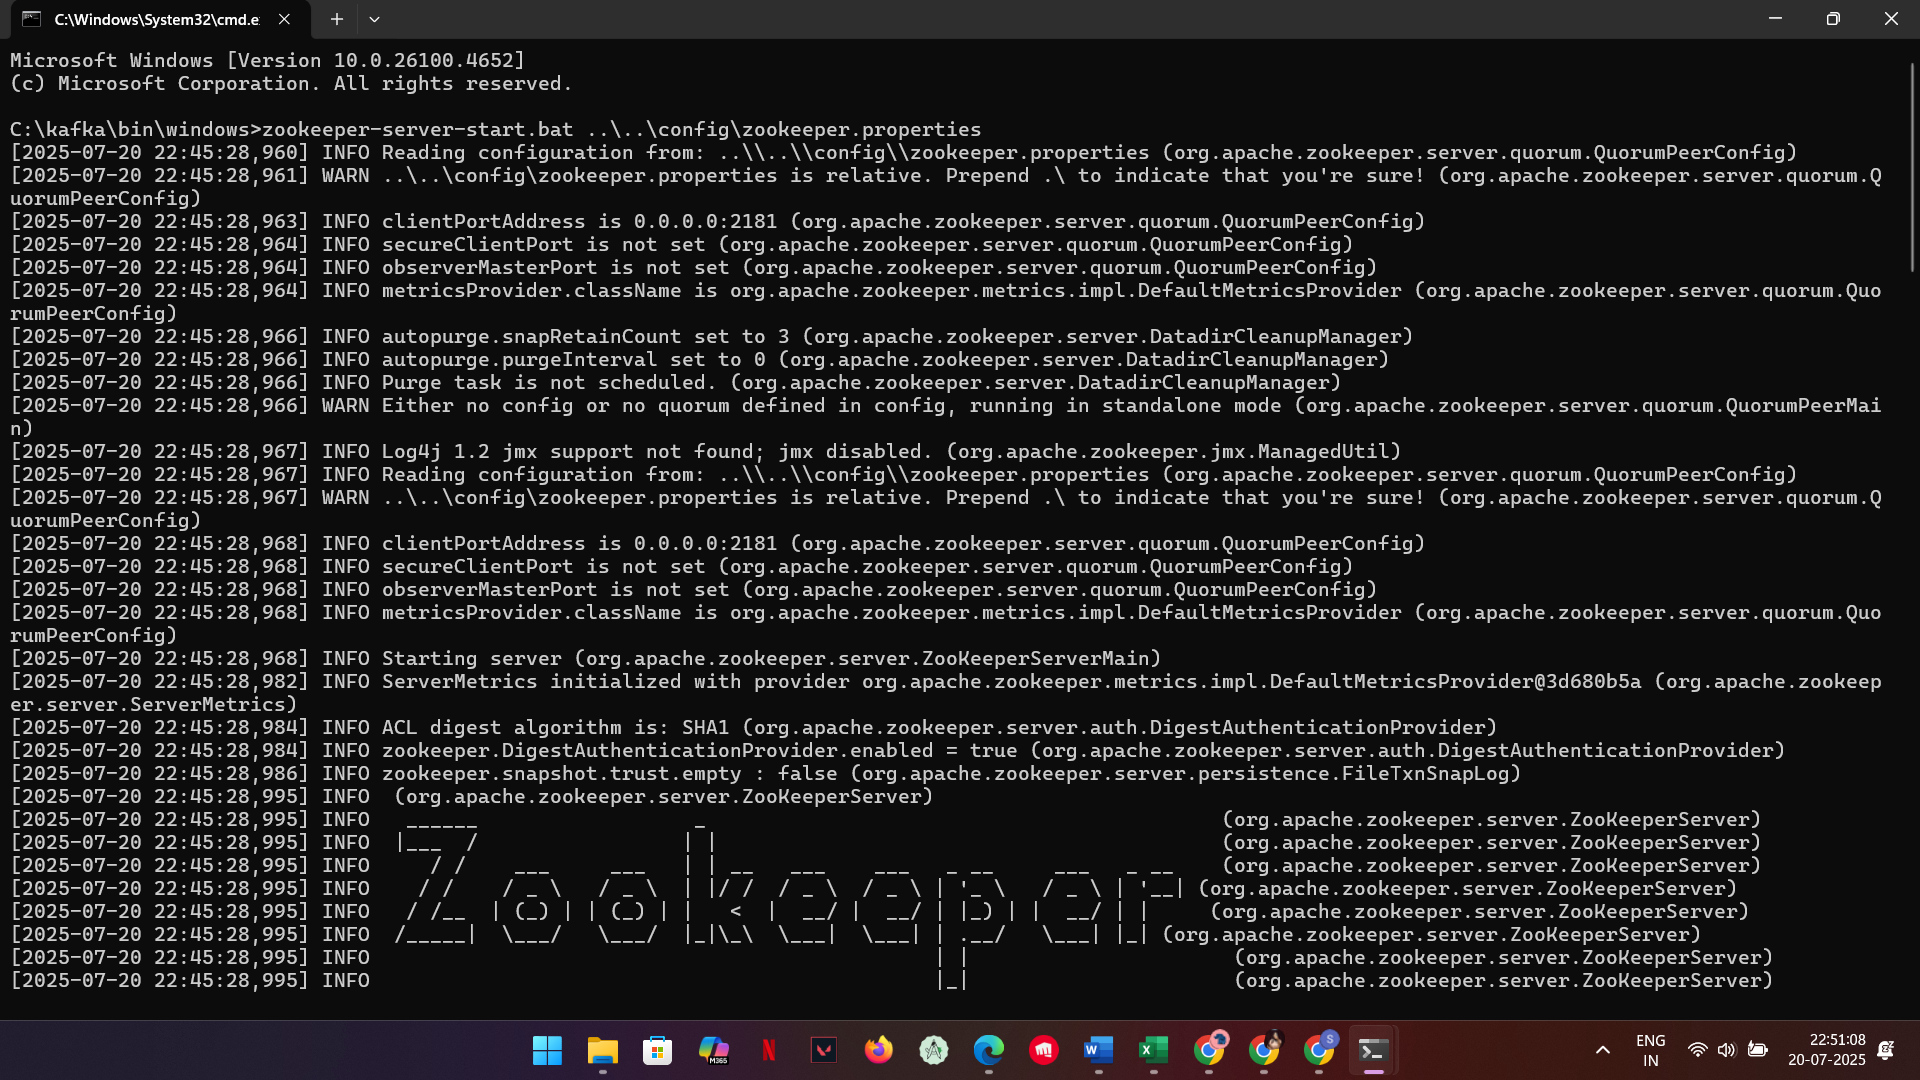 C:\Windows\System32\cmd.e
Microsoft Windows [Version 10.0.26100.4652]
(c) Microsoft Corporation. All rights reserved.
C:\kafka\bin\windows>zookeeper-server-start.bat ..\..\config\zookeeper.properties
[2025-07-20 22:45:28,960] INFO Reading configuration from: ..\\..\\config\\zookeeper.properties (org.apache.zookeeper.server.quorum.QuorumPeerConfig)
[2025-07-20 22:45:28,961] WARN ..\..\config\zookeeper.properties is relative. Prepend .\ to indicate that you're sure! (org.apache.zookeeper.server.quorum.Q
uorumPeerConfig)
[2025-07-20 22:45:28,963] INFO clientPortAddress is 0.0.0.0:2181 (org.apache.zookeeper.server.quorum.QuorumPeerConfig)
[2025-07-20 22:45:28,964] INFO secureClientPort is not set (org.apache.zookeeper.server.quorum.QuorumPeerConfig)
[2025-07-20 22:45:28,964] INFO observerMasterPort is not set (org.apache.zookeeper.server.quorum.QuorumPeerConfig)
[2025-07-20 22:45:28,964] INFO metricsProvider.className is org.apache.zookeeper.metrics.impl.DefaultMetricsProvider (org.apache.zookeeper.server.quorum.Quo
rumPeerConfig)
[2025-07-20 22:45:28,966] INFO autopurge.snapRetainCount set to 3 (org.apache.zookeeper.server.DatadirCleanupManager)
[2025-07-20 22:45:28,966] INFO autopurge.purgeInterval set to 0 (org.apache.zookeeper.server.DatadirCleanupManager)
[2025-07-20 22:45:28,966] INFO Purge task is not scheduled. (org.apache.zookeeper.server.DatadirCleanupManager)
[2025-07-20 22:45:28,966] WARN Either no config or no quorum defined in config, running in standalone mode (org.apache.zookeeper.server.quorum.QuorumPeerMai
n)
[2025-07-20 22:45:28,967] INFO Log4j 1.2 jmx support not found; jmx disabled. (org.apache.zookeeper.jmx.ManagedUtil)
[2025-07-20 22:45:28,967] INFO Reading configuration from: ..\\..\\config\\zookeeper.properties (org.apache.zookeeper.server.quorum.QuorumPeerConfig)
[2025-07-20 22:45:28,967] WARN ..\..\config\zookeeper.properties is relative. Prepend .\ to indicate that you're sure! (org.apache.zookeeper.server.quorum.Q
uorumPeerConfig)
[2025-07-20 22:45:28,968] INFO clientPortAddress is 0.0.0.0:2181 (org.apache.zookeeper.server.quorum.QuorumPeerConfig)
[2025-07-20 22:45:28,968] INFO secureClientPort is not set (org.apache.zookeeper.server.quorum.QuorumPeerConfig)
[2025-07-20 22:45:28,968] INFO observerMasterPort is not set (org.apache.zookeeper.server.quorum.QuorumPeerConfig)
[2025-07-20 22:45:28,968] INFO metricsProvider.className is org.apache.zookeeper.metrics.impl.DefaultMetricsProvider (org.apache.zookeeper.server.quorum.Quo
rumPeerConfig)
[2025-07-20 22:45:28,968] INFO Starting server (org.apache.zookeeper.server.ZooKeeperServerMain)
[2025-07-20 22:45:28,982] INFO ServerMetrics initialized with provider org.apache.zookeeper.metrics.impl.DefaultMetricsProvider@3d680b5a (org.apache.zookeep
er.server.ServerMetrics)
[2025-07-20 22:45:28,984] INFO ACL digest algorithm is: SHA1 (org.apache.zookeeper.server.auth.DigestAuthenticationProvider)
[2025-07-20 22:45:28,984] INFO zookeeper.DigestAuthenticationProvider.enabled = true (org.apache.zookeeper.server.auth.DigestAuthenticationProvider)
[2025-07-20 22:45:28,986] INFO zookeeper.snapshot.trust.empty : false (org.apache.zookeeper.server.persistence.FileTxnSnapLog)
[2025-07-20 22:45:28,995] INFO  (org.apache.zookeeper.server.ZooKeeperServer)
[2025-07-20 22:45:28,995] INFO   ______                  _                                           (org.apache.zookeeper.server.ZooKeeperServer)
[2025-07-20 22:45:28,995] INFO  |___  /                 | |                                          (org.apache.zookeeper.server.ZooKeeperServer)
[2025-07-20 22:45:28,995] INFO     / /    ___    ___    | | __   ___    ___   _ __    ___   _ __    (org.apache.zookeeper.server.ZooKeeperServer)
[2025-07-20 22:45:28,995] INFO    / /    / _ \  / _ \  | |/ /  / _ \  / _ \ | '_ \   / _ \ | '__| (org.apache.zookeeper.server.ZooKeeperServer)
[2025-07-20 22:45:28,995] INFO   / /__  | (_) | | (_) | |   <  |  __/ |  __/ | |_) | |  __/ | |     (org.apache.zookeeper.server.ZooKeeperServer)
[2025-07-20 22:45:28,995] INFO  /_____|  \___/   \___/  |_|\_\  \___|  \___| | .__/   \___| |_| (org.apache.zookeeper.server.ZooKeeperServer)
[2025-07-20 22:45:28,995] INFO                                               | |                      (org.apache.zookeeper.server.ZooKeeperServer)
[2025-07-20 22:45:28,995] INFO                                               |_|                      (org.apache.zookeeper.server.ZooKeeperServer)
M365
N
W
X
S
ENG
IN
22:51:08
20-07-2025